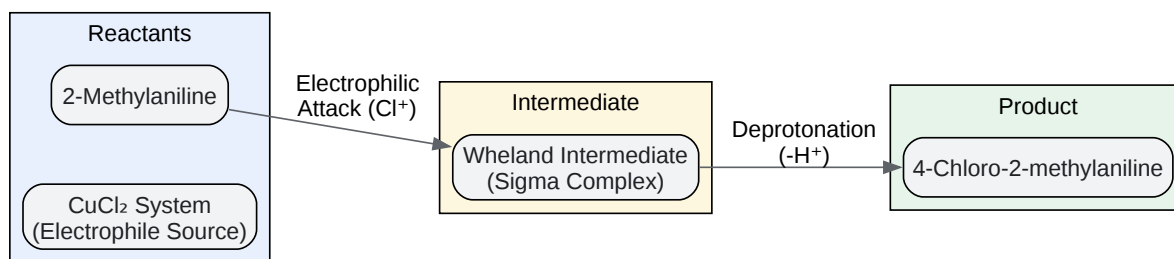 Reactants
2-Methylaniline
CuCl₂ System
(Electrophile Source)
Electrophilic
Attack (Cl⁺)
Intermediate
Wheland Intermediate
(Sigma Complex)
Deprotonation
(-H⁺)
Product
4-Chloro-2-methylaniline